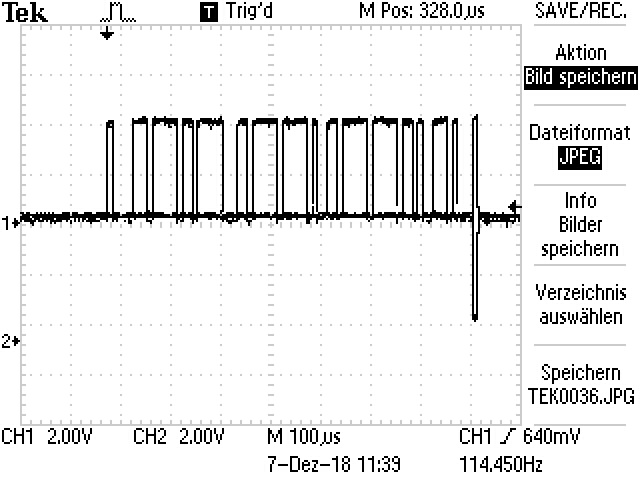 Tek T Trig'd M Pos: 328.0µs SAVE/REC.
Aktion
Bild speichern
Dateiformat
JPEG
Info
Bilder
speichern
Verzeichnis
auswählen
Speichern
TEK0036.JPG
1
2
CH1 2.00V CH2 2.00V M 100µs CH1 640mV
7-Dez-18 11:39 114.450Hz